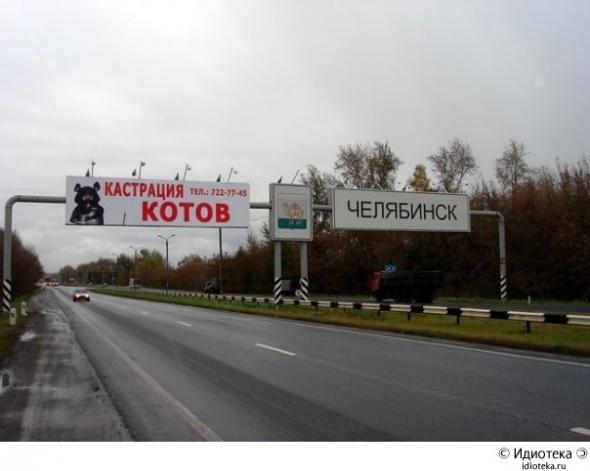 КАСТРАЦИЯ ТЕЛ.: 722-77-45
КОТОВ
ЧЕЛЯБИНСК
© Идиотека
idioteka.ru